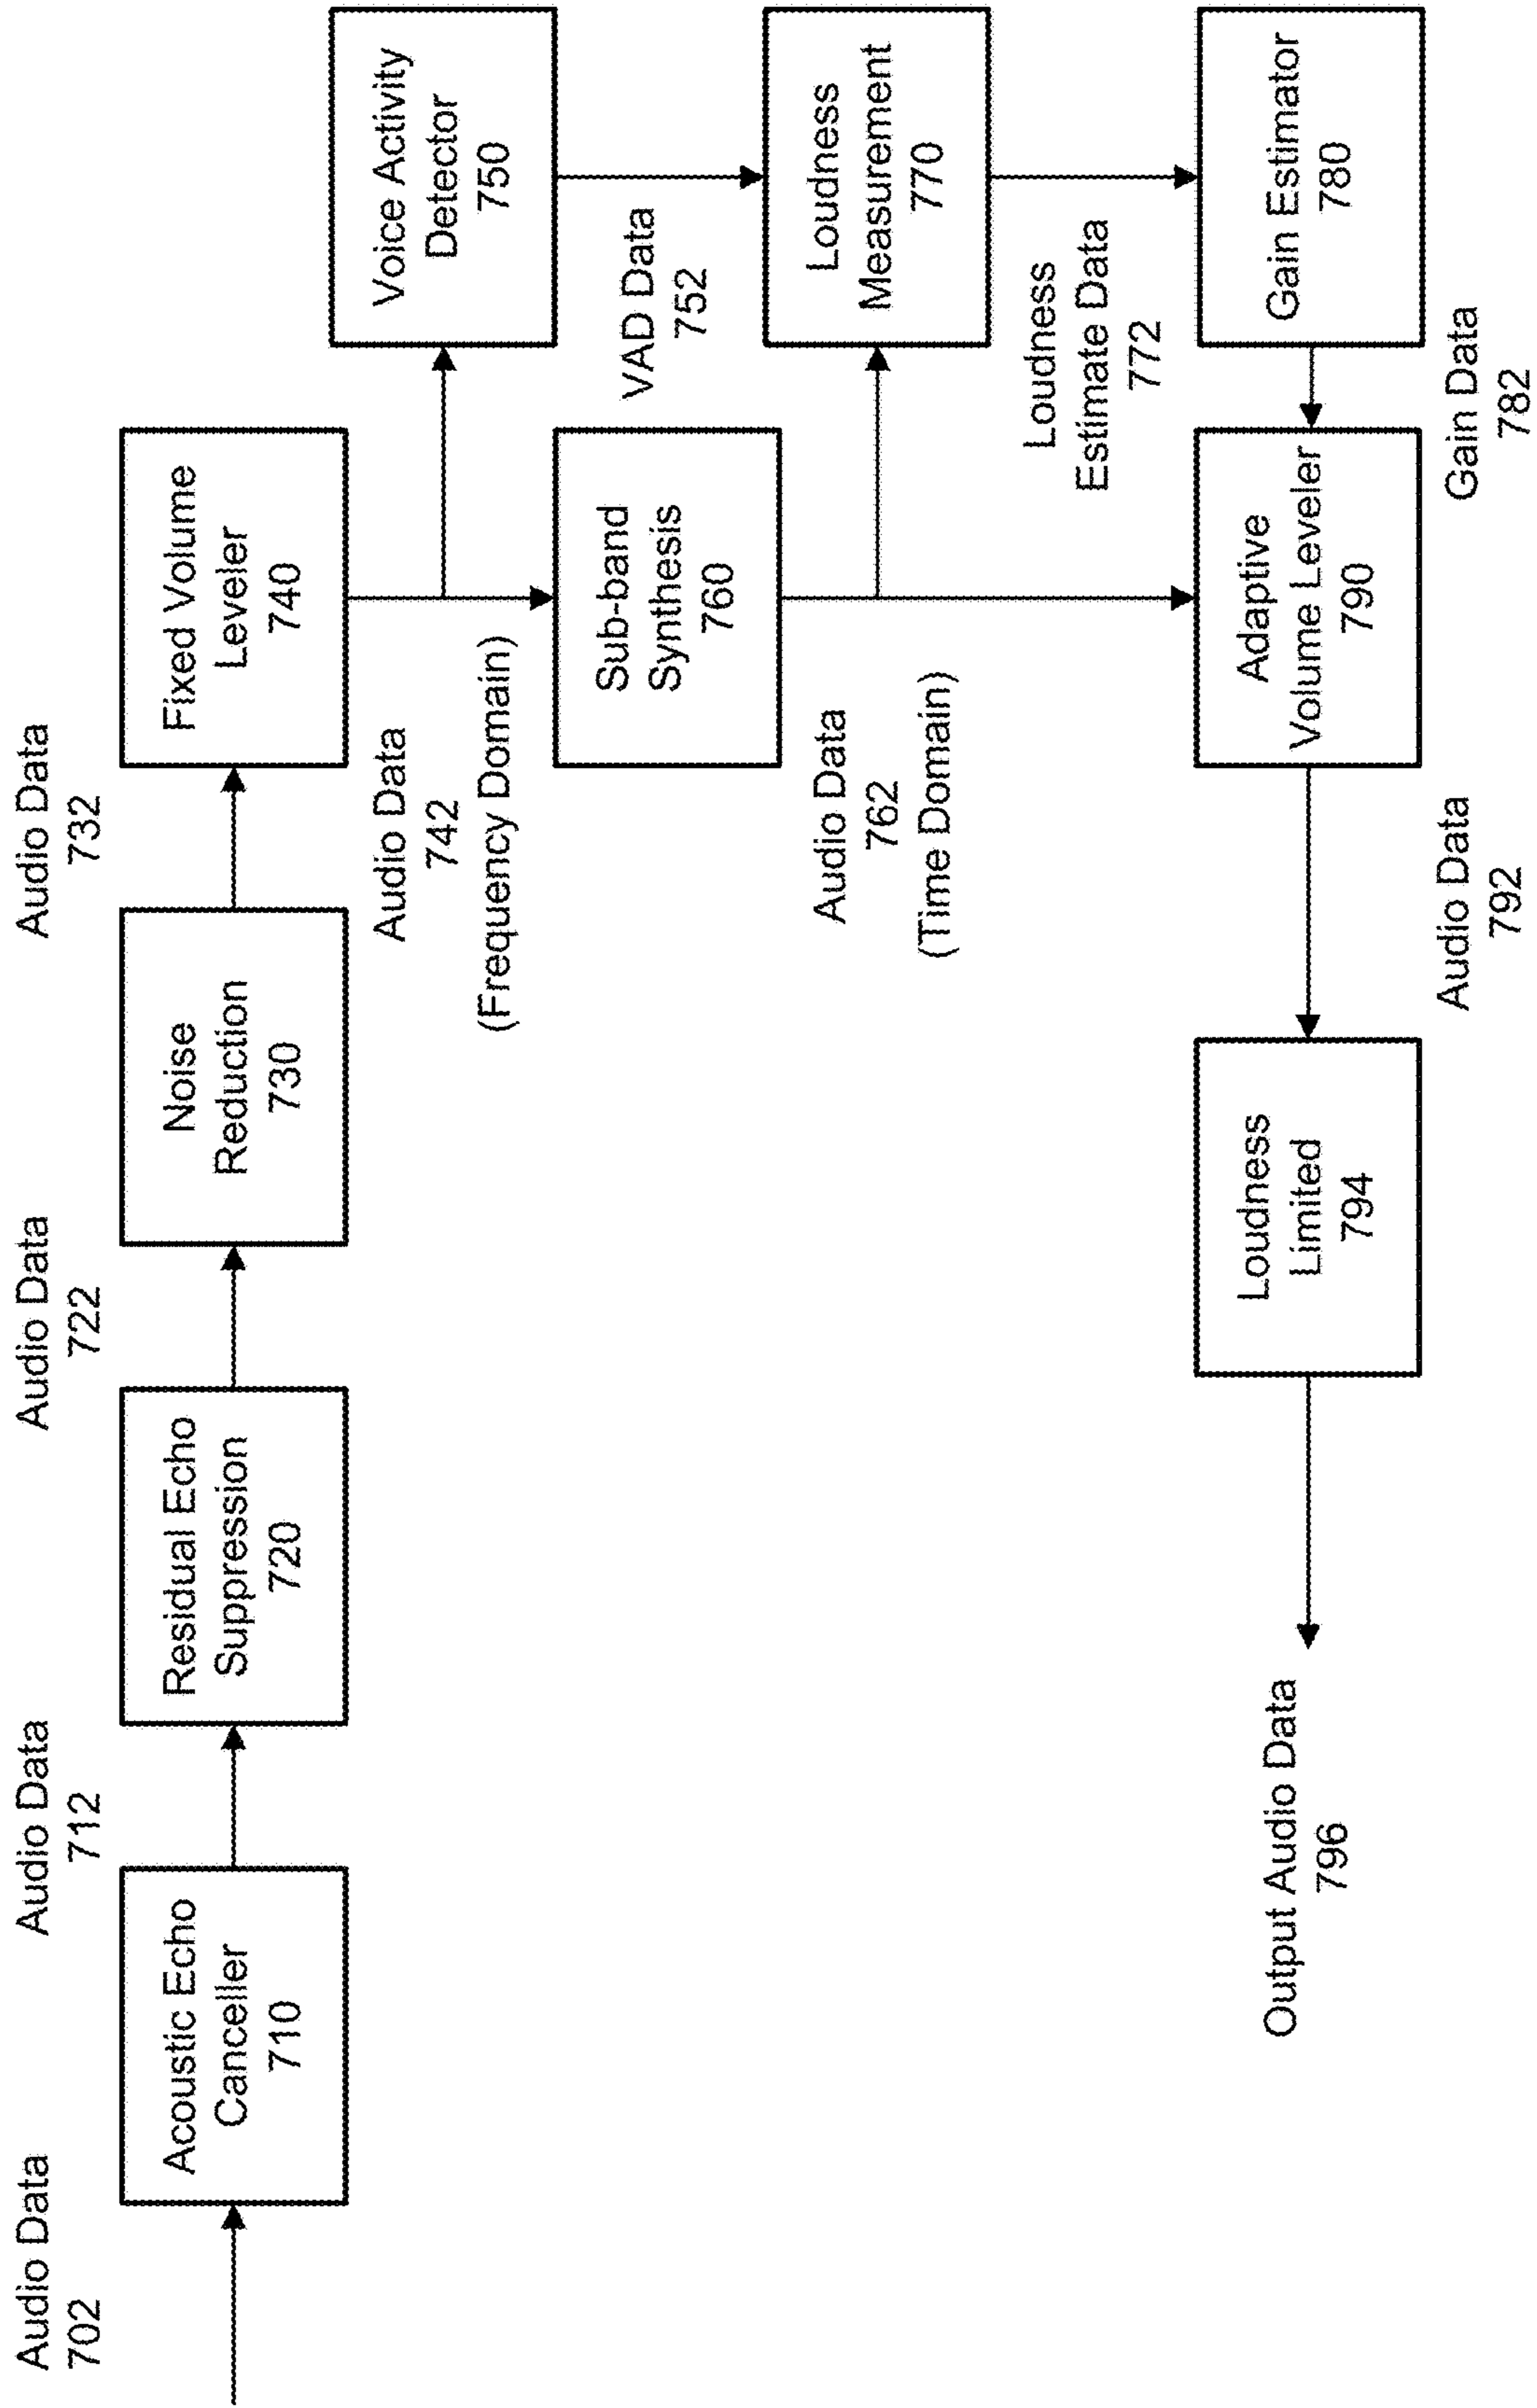 Audio Data
702
Acoustic Echo
Canceller
710
Audio Data
712
Residual Echo
Suppression
720
Audio Data
722
Noise
Reduction
730
Audio Data
732
Fixed Volume
Leveler
740
Audio Data
742
(Frequency Domain)
Voice Activity
Detector
750
VAD Data
752
Sub-band
Synthesis
760
Audio Data
762
(Time Domain)
Loudness
Measurement
770
Loudness
Estimate Data
772
Gain Estimator
780
Gain Data
782
Adaptive
Volume Leveler
790
Audio Data
792
Loudness
Limited
794
Output Audio Data
796